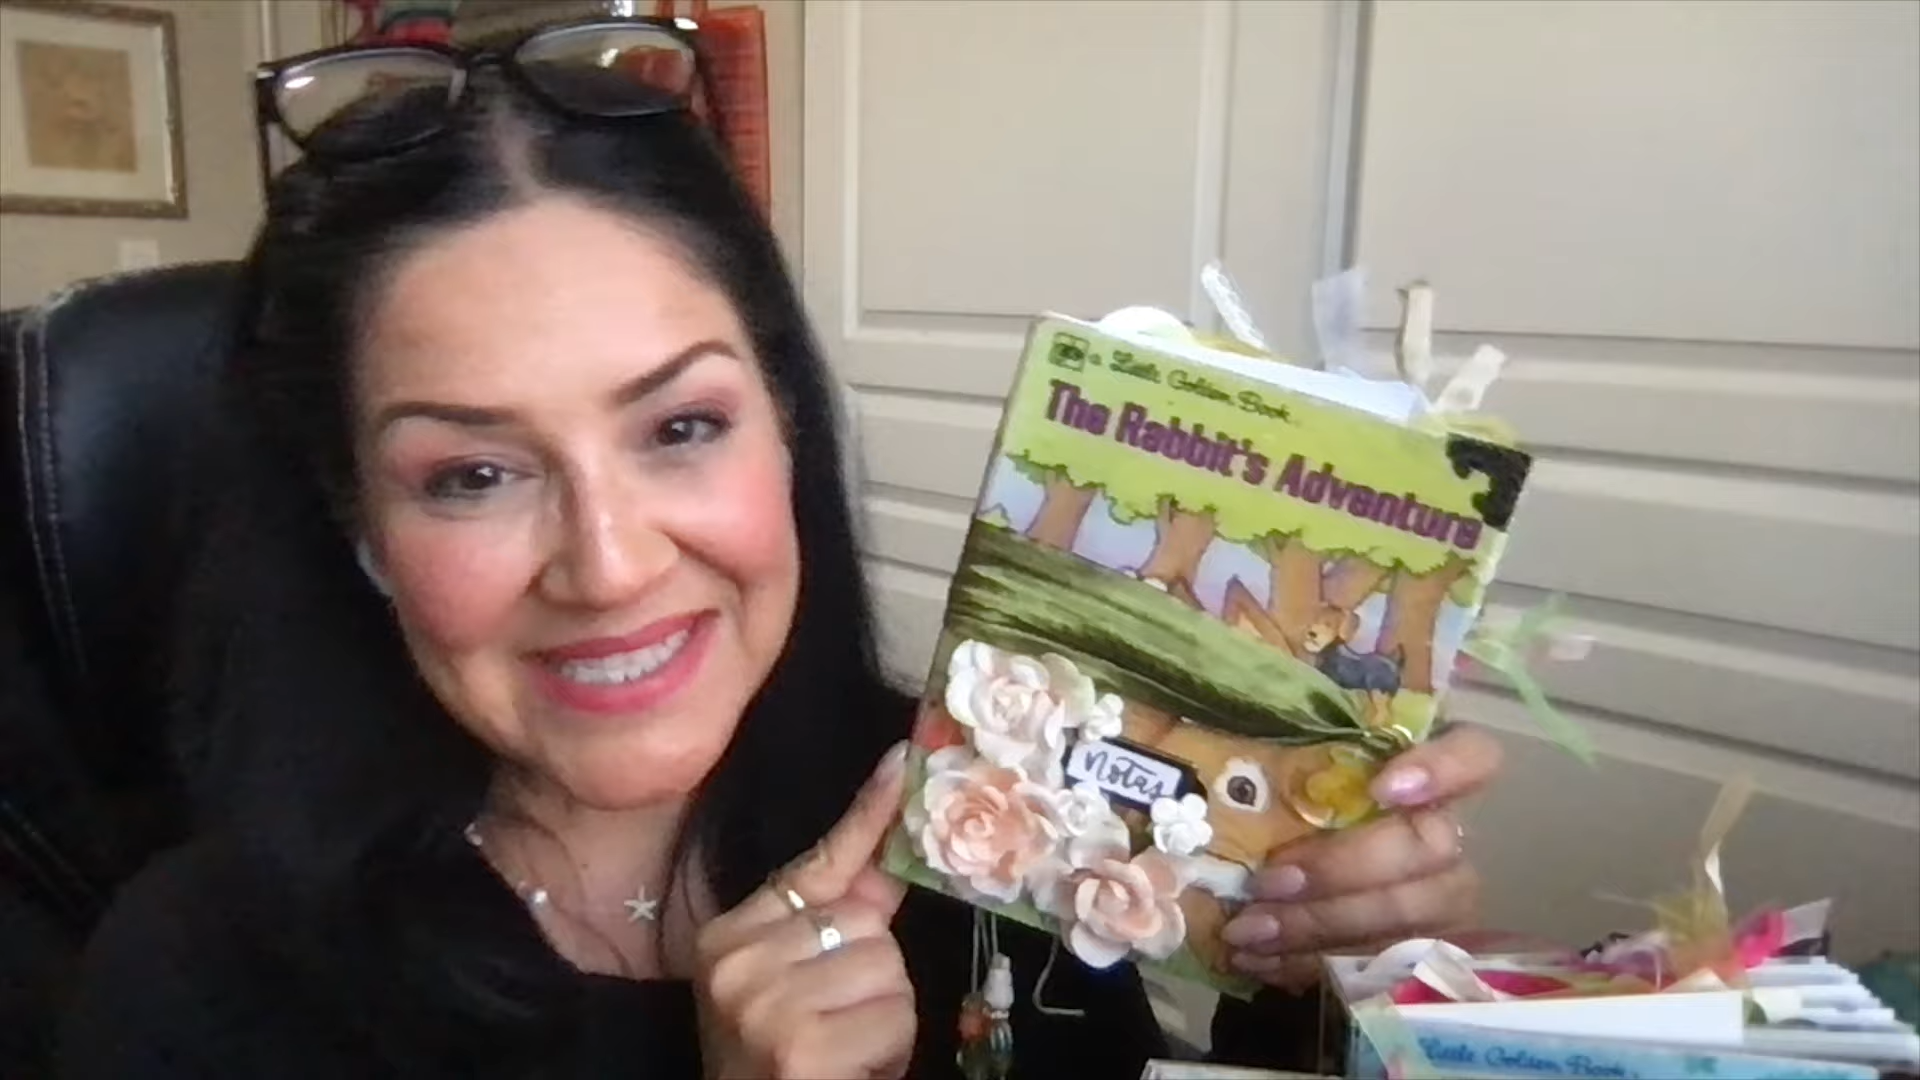 a Little Golden Book
The Rabbit's Adventure
Notas
Little Golden Book